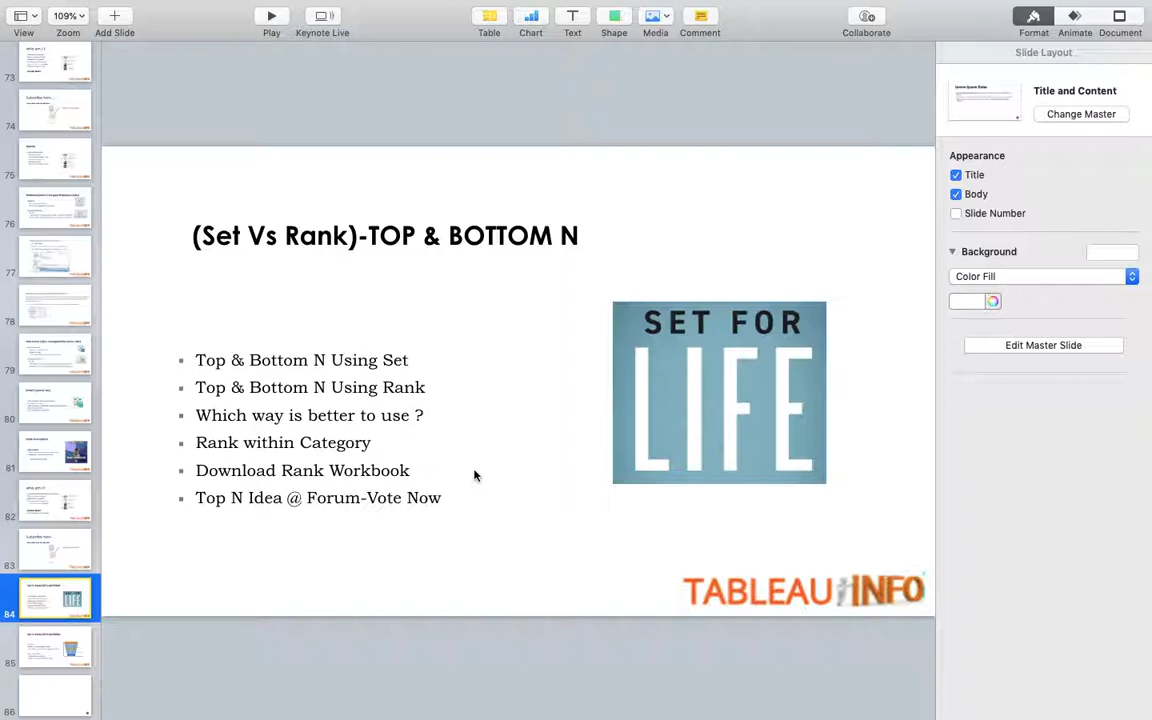 109%
View
Zoom
Add Slide
Play
Keynote Live
Table
Chart
Text
Shape
Media
Comment
Collaborate
Format
Animate
Document
Slide Layout
Title and Content
Change Master
Appearance
Title
Body
Slide Number
Background
Color Fill
Edit Master Slide
73
74
75
76
77
78
79
80
81
82
83
84
85
86
(Set Vs Rank)-TOP & BOTTOM N
Top & Bottom N Using Set
Top & Bottom N Using Rank
Which way is better to use ?
Rank within Category
Download Rank Workbook
Top N Idea @ Forum-Vote Now
SET FOR
LIFE
TABLEAU INFO